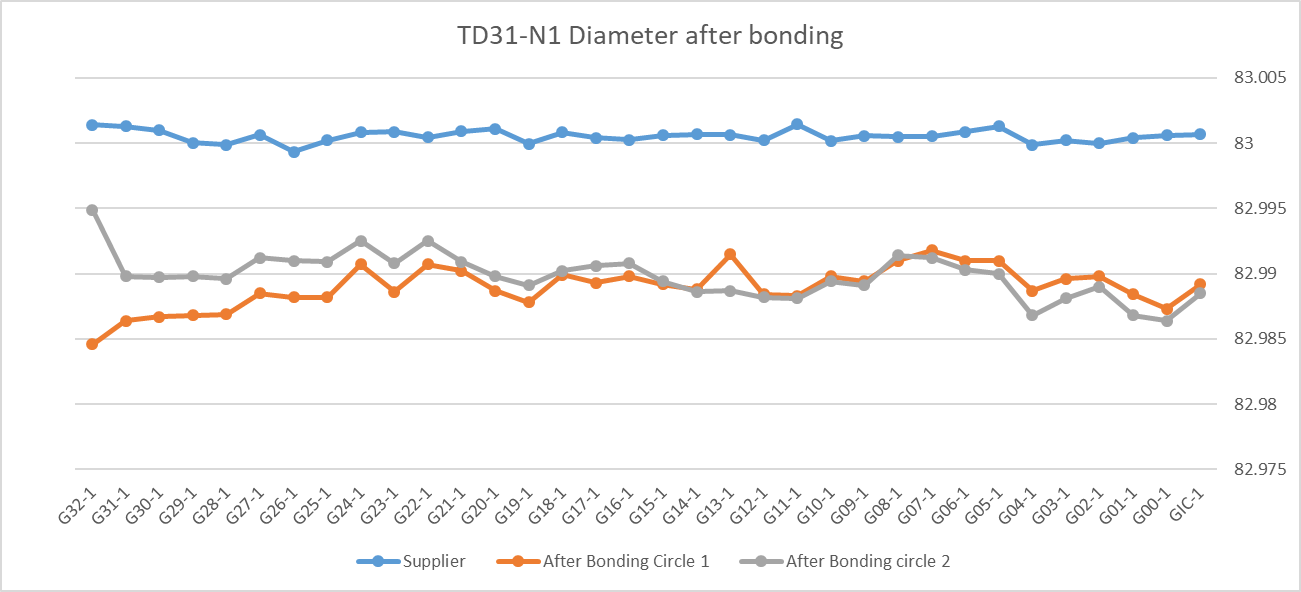 TD31-N1 Diameter after bonding
83.005
83
82.995
82.99
82.985
82.98
82.975
G32-1
G31-1
G30-1
G29-1
G28-1
G27-1
G26-1
G25-1
G24-1
G23-1
G22-1
G21-1
G20-1
G19-1
G18-1
G17-1
G16-1
G15-1
G14-1
G13-1
G12-1
G11-1
G10-1
G09-1
G08-1
G07-1
G06-1
G05-1
G04-1
G03-1
G02-1
G01-1
G00-1
GIC-1
Supplier
After Bonding Circle 1
After Bonding circle 2